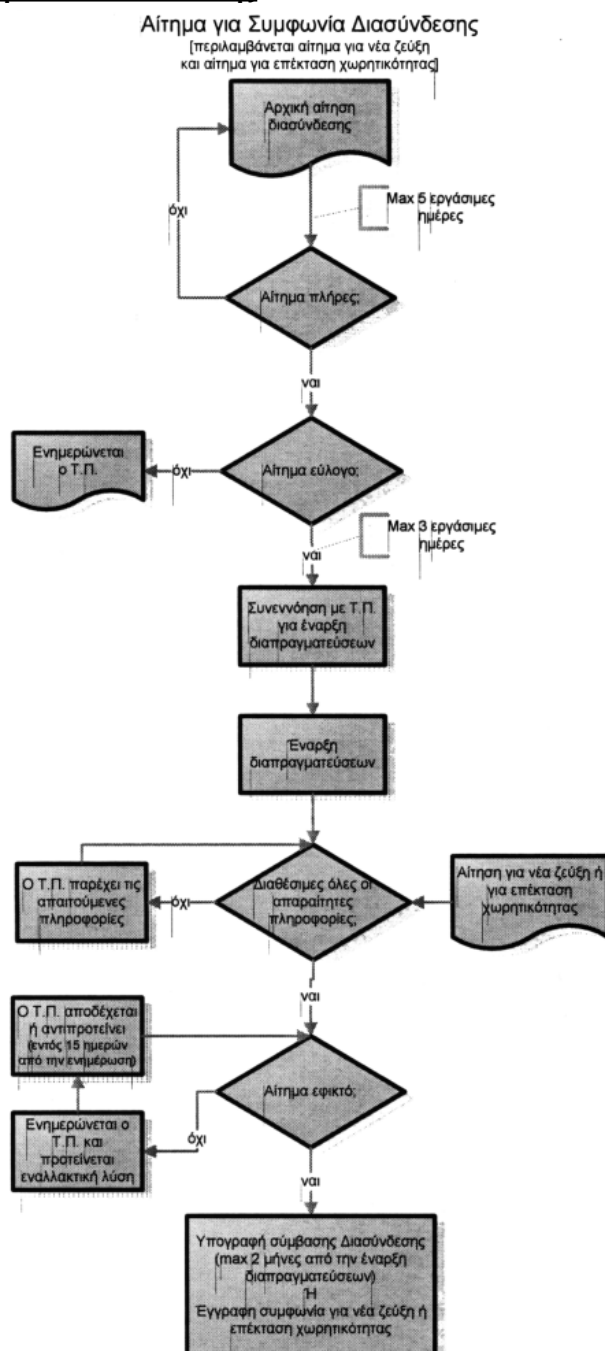 Αίτημα για Συμφωνία Διασύνδεσης
[περιλαμβάνεται αίτημα για νέα ζεύξη
και αίτημα για επέκταση χωρητικότητας]
Αρχική αίτηση
διασύνδεσης
Max 5 εργάσιμες
ημέρες
όχι
Αίτημα πλήρες;
ναι
Ενημερώνεται
ο Τ.Π.
όχι
Αίτημα εύλογο;
Max 3 εργάσιμες
ημέρες
ναι
Συνεννόηση με Τ.Π.
για έναρξη
διαπραγματεύσεων
Έναρξη
διαπραγματεύσεων
Ο Τ.Π. παρέχει τις
απαιτούμενες
πληροφορίες
όχι
Διαθέσιμες όλες οι
απαραίτητες
πληροφορίες;
Αίτηση για νέα ζεύξη ή
για επέκταση
χωρητικότητας
ναι
Ο Τ.Π. αποδέχεται
ή αντιπροτείνει
(εντός 15 ημερών
από την ενημέρωση)
Αίτημα εφικτό;
Ενημερώνεται ο
Τ.Π. και
προτείνεται
εναλλακτική λύση
όχι
ναι
Υπογραφή σύμβασης Διασύνδεσης
(max 2 μήνες από την έναρξη
διαπραγματεύσεων)
Ή
Έγγραφη συμφωνία για νέα ζεύξη ή
επέκταση χωρητικότητας